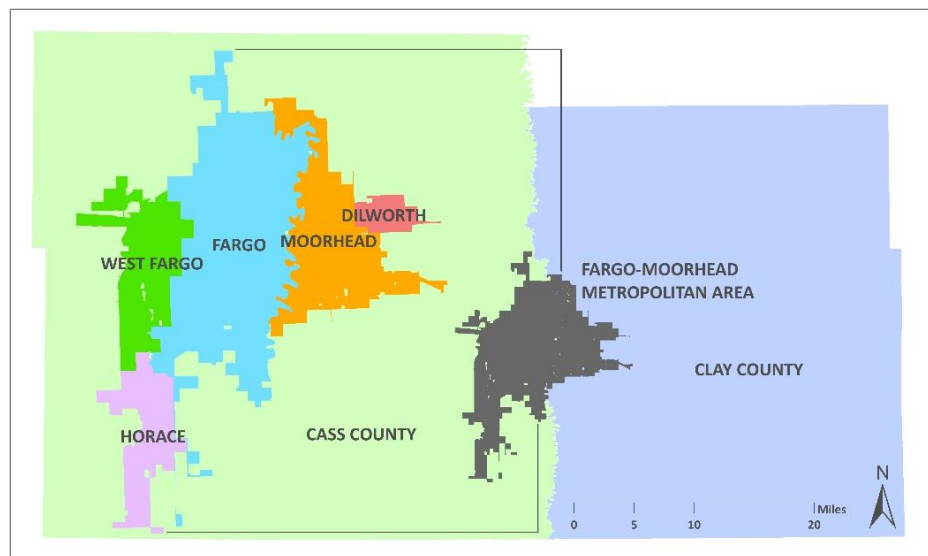 DILWORTH
FARGO
MOORHEAD
WEST FARGO
FARGO-MOORHEAD
METROPOLITAN AREA
CLAY COUNTY
HORACE
CASS COUNTY
N
Miles
0 5 10 20